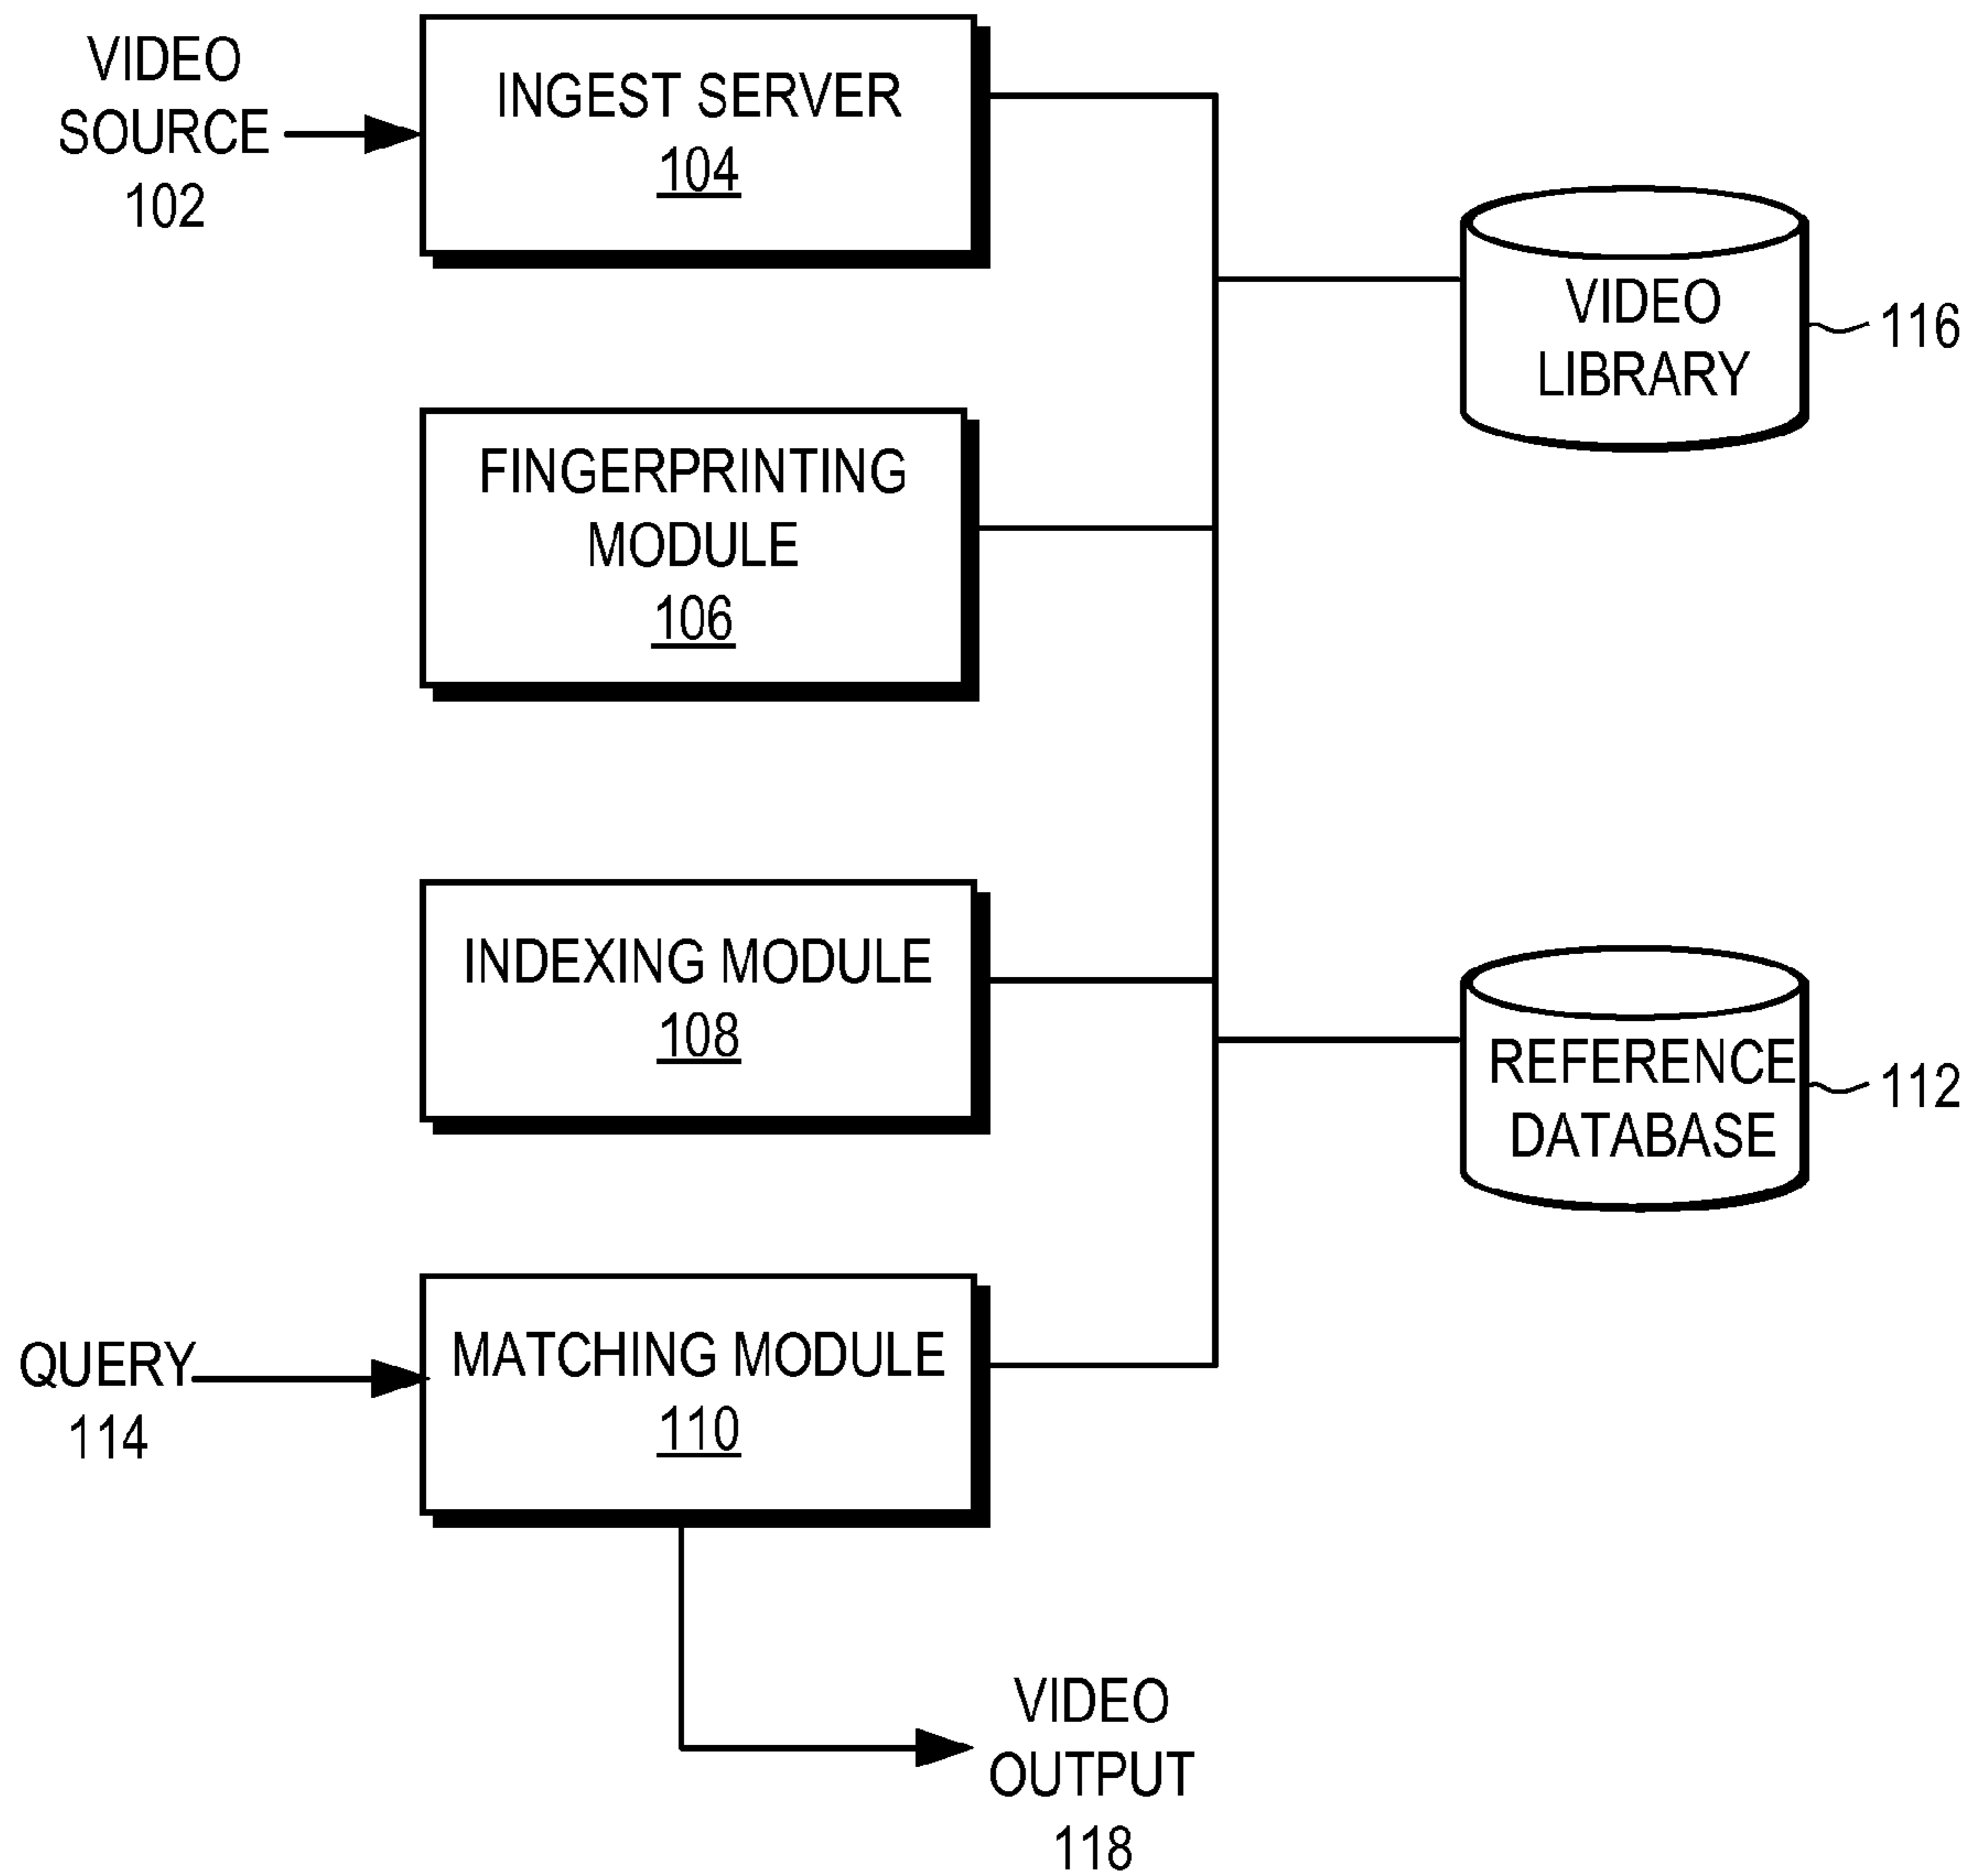 VIDEO
SOURCE
102
INGEST SERVER
104
VIDEO
LIBRARY
116
FINGERPRINTING
MODULE
106
INDEXING MODULE
108
REFERENCE
DATABASE
112
QUERY
114
MATCHING MODULE
110
VIDEO
OUTPUT
118